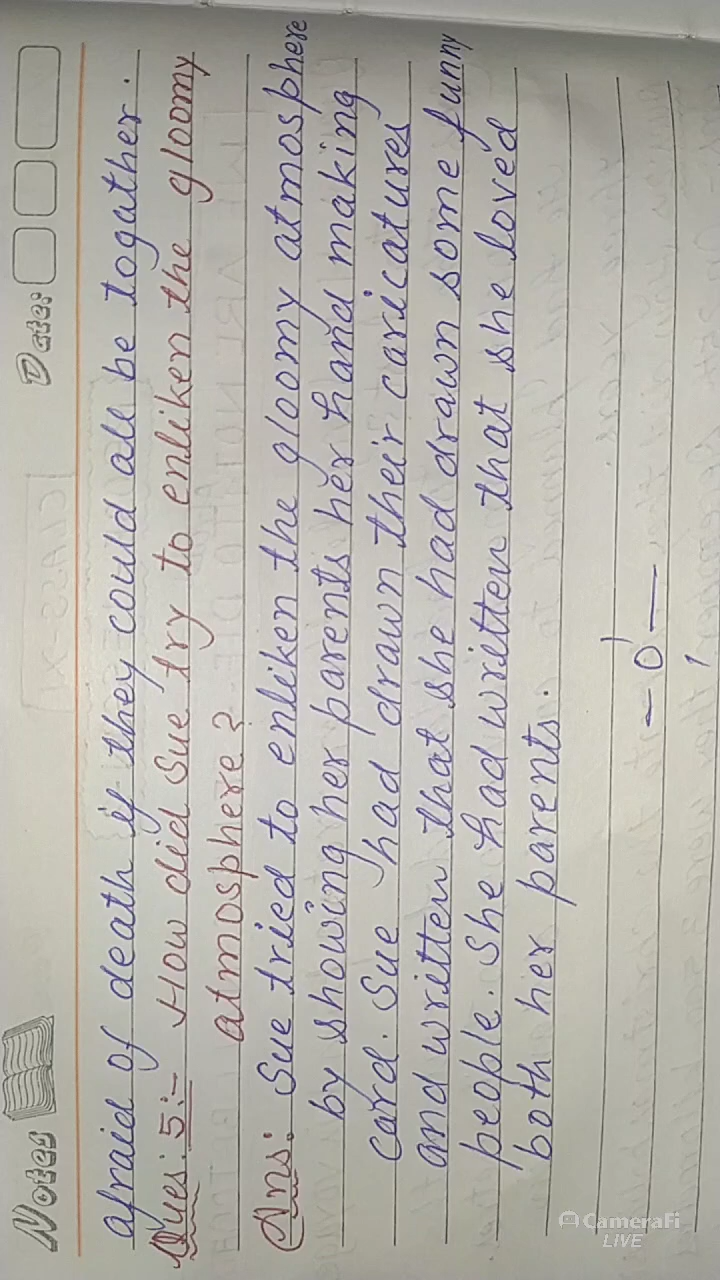 Notes
Date:
afraid of death if they could all be togather.
Ques: 5:- How did Sue try to enliken the gloomy
atmosphere?
Ans: Sue tried to enliken the gloomy atmosphere
by showing her parents her hand making
card. Sue had drawn their caricatures
and written that she had drawn some funny
people. She had written that she loved
both her parents.
- 0 -
CameraFi
LIVE